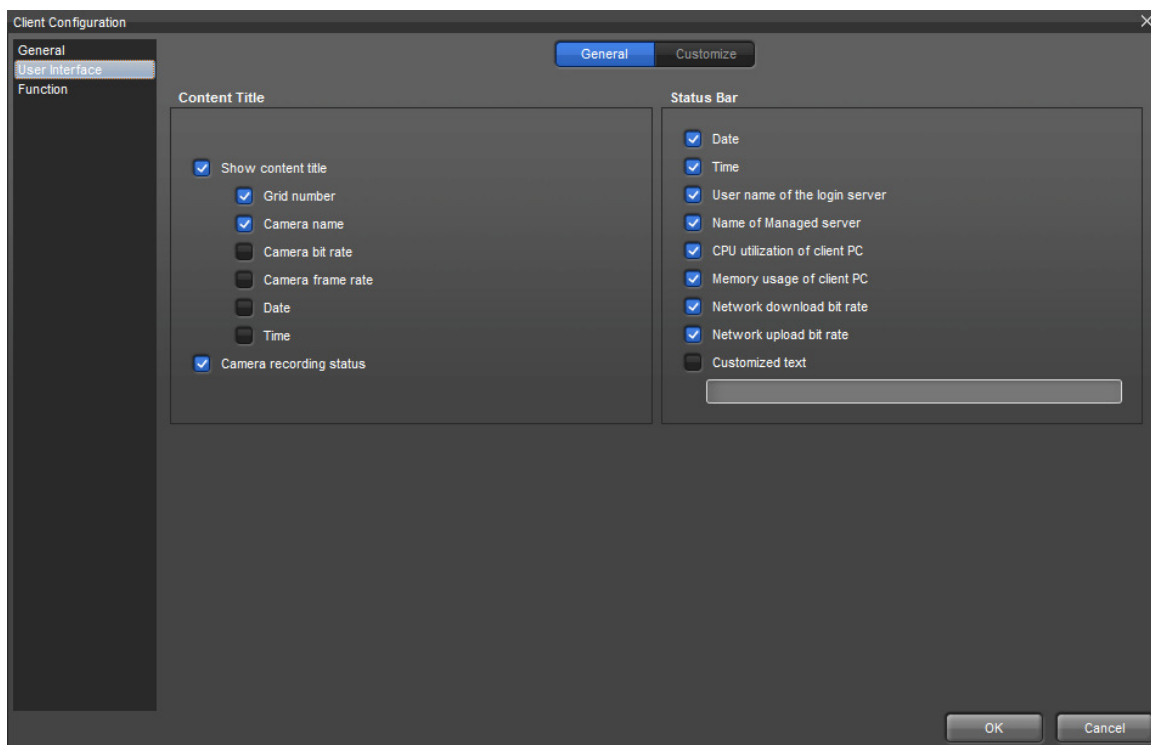 Client Configuration
General
User Interface
Function
General
Customize
Content Title
Show content title
Grid number
Camera name
Camera bit rate
Camera frame rate
Date
Time
Camera recording status
Status Bar
Date
Time
User name of the login server
Name of Managed server
CPU utilization of client PC
Memory usage of client PC
Network download bit rate
Network upload bit rate
Customized text
OK
Cancel